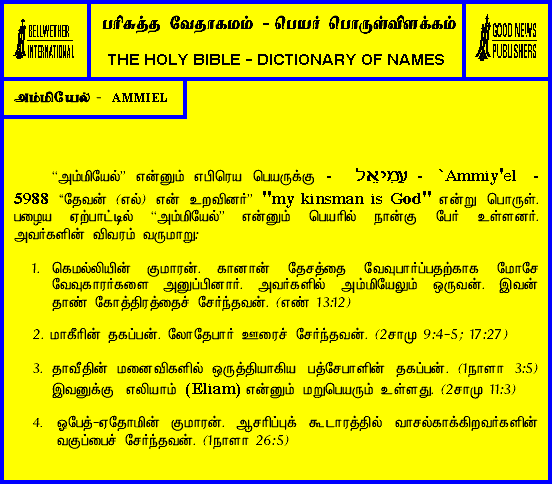 BELLWETHER
INTERNATIONAL
பரிசுத்த வேதாகமம் - பெயர் பொருள்விளக்கம்
THE HOLY BIBLE - DICTIONARY OF NAMES
GOOD NEWS
PUBLISHERS
அம்மியேல் - AMMIEL
“அம்மியேல்” என்னும் எபிரெய பெயருக்கு - עַמִּיאֵל - `Ammiy'el -
5988 “தேவன் (எல்) என் உறவினர்” "my kinsman is God" என்று பொருள்.
பழைய ஏற்பாட்டில் “அம்மியேல்” என்னும் பெயரில் நான்கு பேர் உள்ளனர்.
அவர்களின் விவரம் வருமாறு:
1. கெமல்லியின் குமாரன். கானான் தேசத்தை வேவுபார்ப்பதற்காக மோசே
வேவுகாரர்களை அனுப்பினார். அவர்களில் அம்மியேலும் ஒருவன். இவன்
தாண் கோத்திரத்தைச் சேர்ந்தவன். (எண் 13:12)
2. மாகீரின் தகப்பன். லோதேபார் ஊரைச் சேர்ந்தவன். (2சாமு 9:4-5; 17:27)
3. தாவீதின் மனைவிகளில் ஒருத்தியாகிய பத்சேபாளின் தகப்பன். (1நாளா 3:5)
இவனுக்கு எலியாம் (Eliam) என்னும் மறுபெயரும் உள்ளது. (2சாமு 11:3)
4. ஓபேத்-ஏதோமின் குமாரன். ஆசரிப்புக் கூடாரத்தில் வாசல்காக்கிறவர்களின்
வகுப்பைச் சேர்ந்தவன். (1நாளா 26:5)